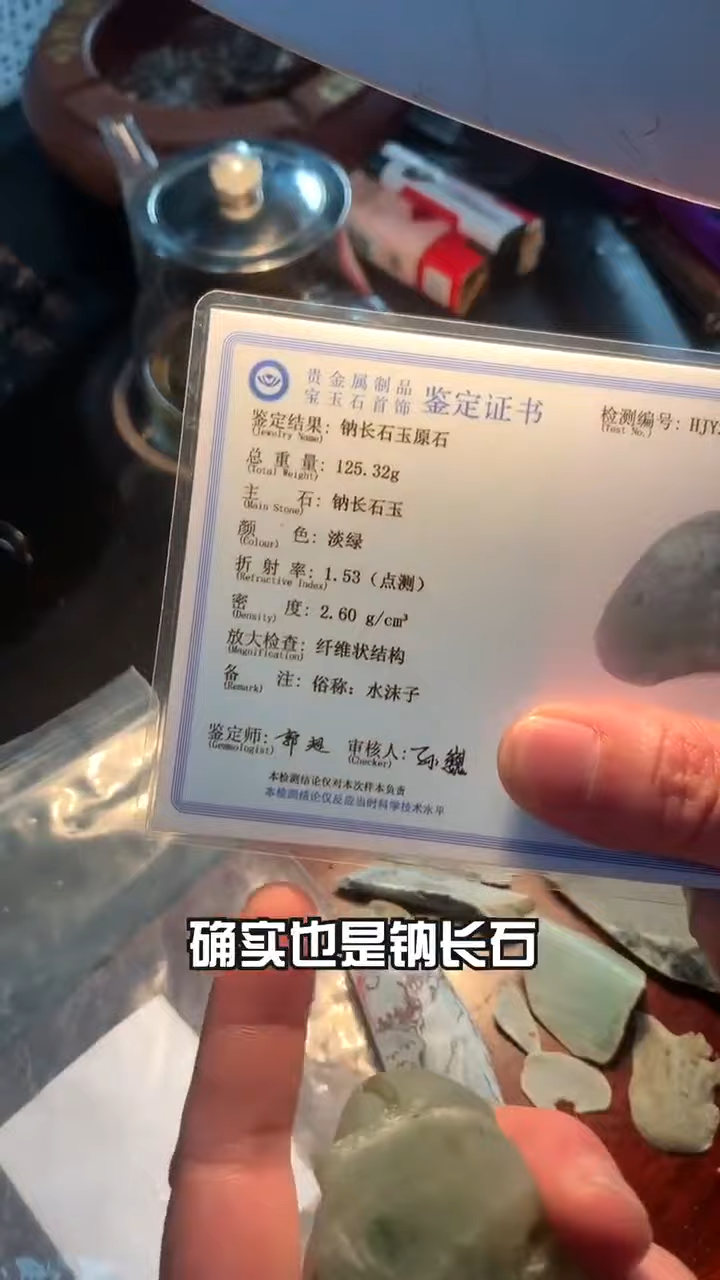 贵金属制品
宝玉石首饰 鉴定证书
检测编号: HJY
(Test No.)
鉴定结果: 钠长石玉原石
(Jewelry Name)
总重量: 125.32g
(Total Weight)
主石: 钠长石玉
(Main Stone)
颜色: 淡绿
(Colour)
折射率: 1.53（点测）
(Refractive Index)
密度: 2.60 g/cm³
(Density)
放大检查: 纤维状结构
(Magnification)
备注: 俗称: 水沫子
(Remark)
鉴定师: 审核人:
(Gemmologist) (Checker)
本检测结论仅对本次样本负责
本检测结论仅反应当时科学技术水平
确实也是钠长石